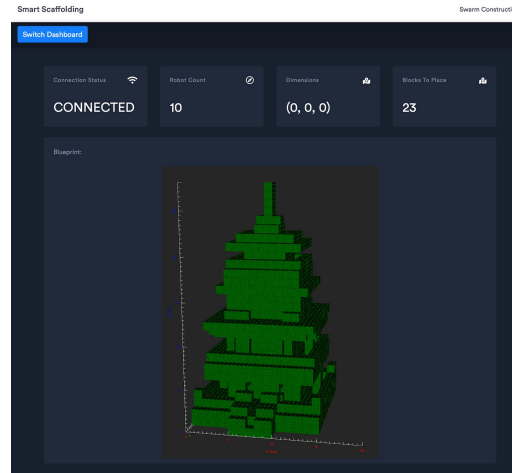 Smart Scaffolding
Swarm Constructi
Switch Dashboard
Connection Status
CONNECTED
Robot Count
10
Dimensions
(0, 0, 0)
Blocks To Place
23
Blueprint: